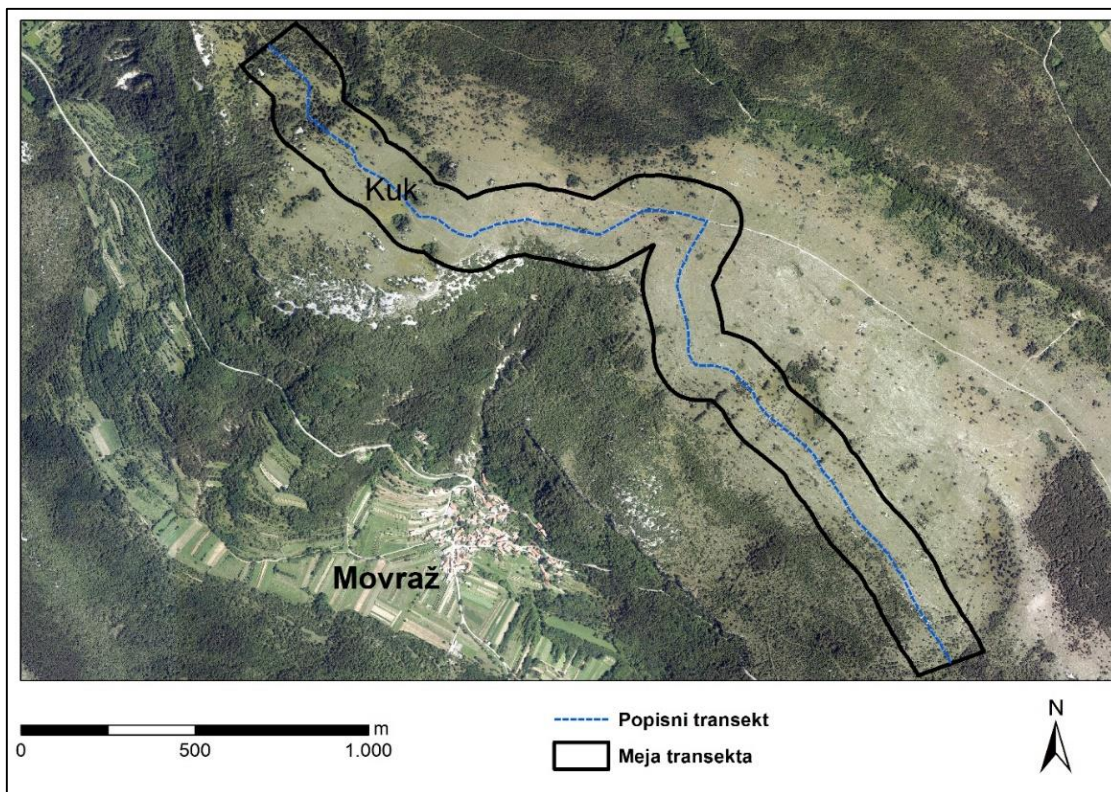 Kuk
Movraž
m
0 500 1.000
Popisni transekt
Meja transekta
N